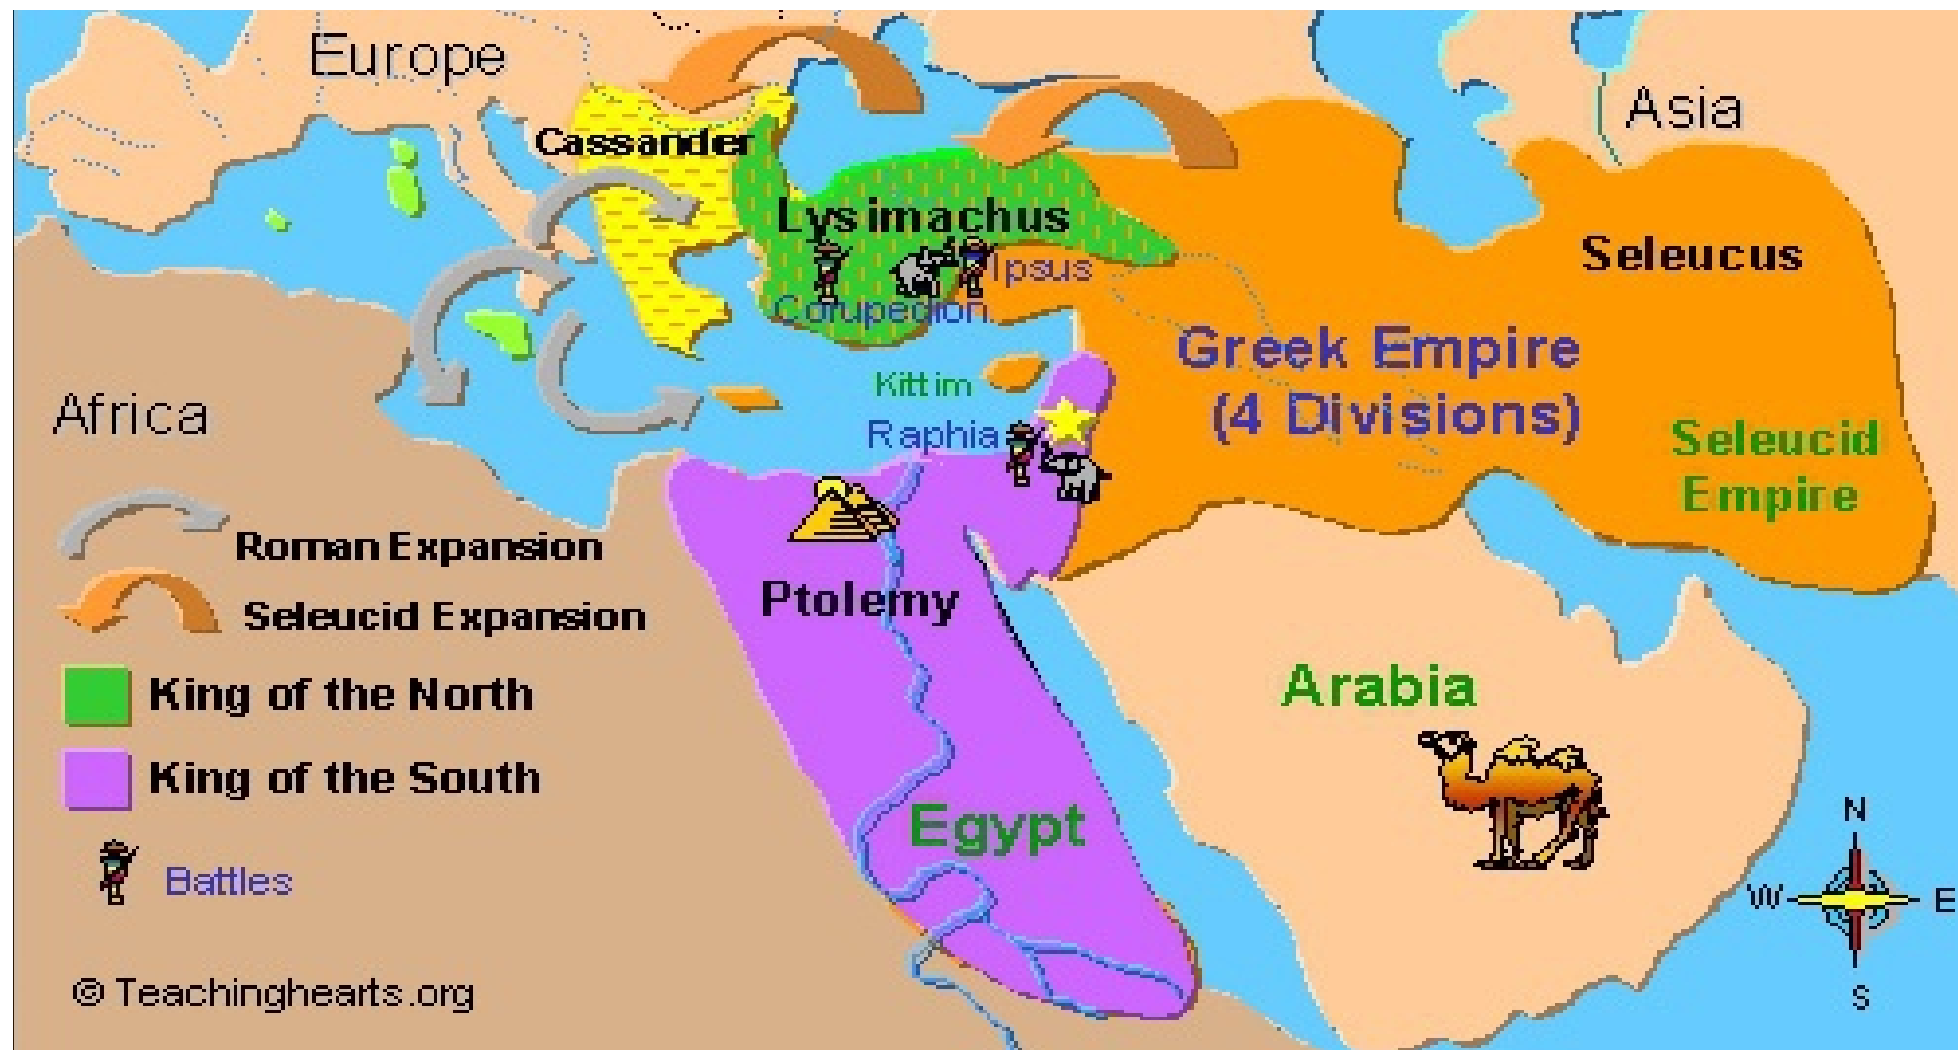 Europe
Asia
Cassander
Lysimachus
Seleucus
Ipsus
Corupedion
Greek Empire
(4 Divisions)
Kittim
Africa
Raphia
Seleucid
Empire
Roman Expansion
Ptolemy
Seleucid Expansion
King of the North
Arabia
King of the South
Egypt
Battles
N
W
E
S
© Teachinghearts.org